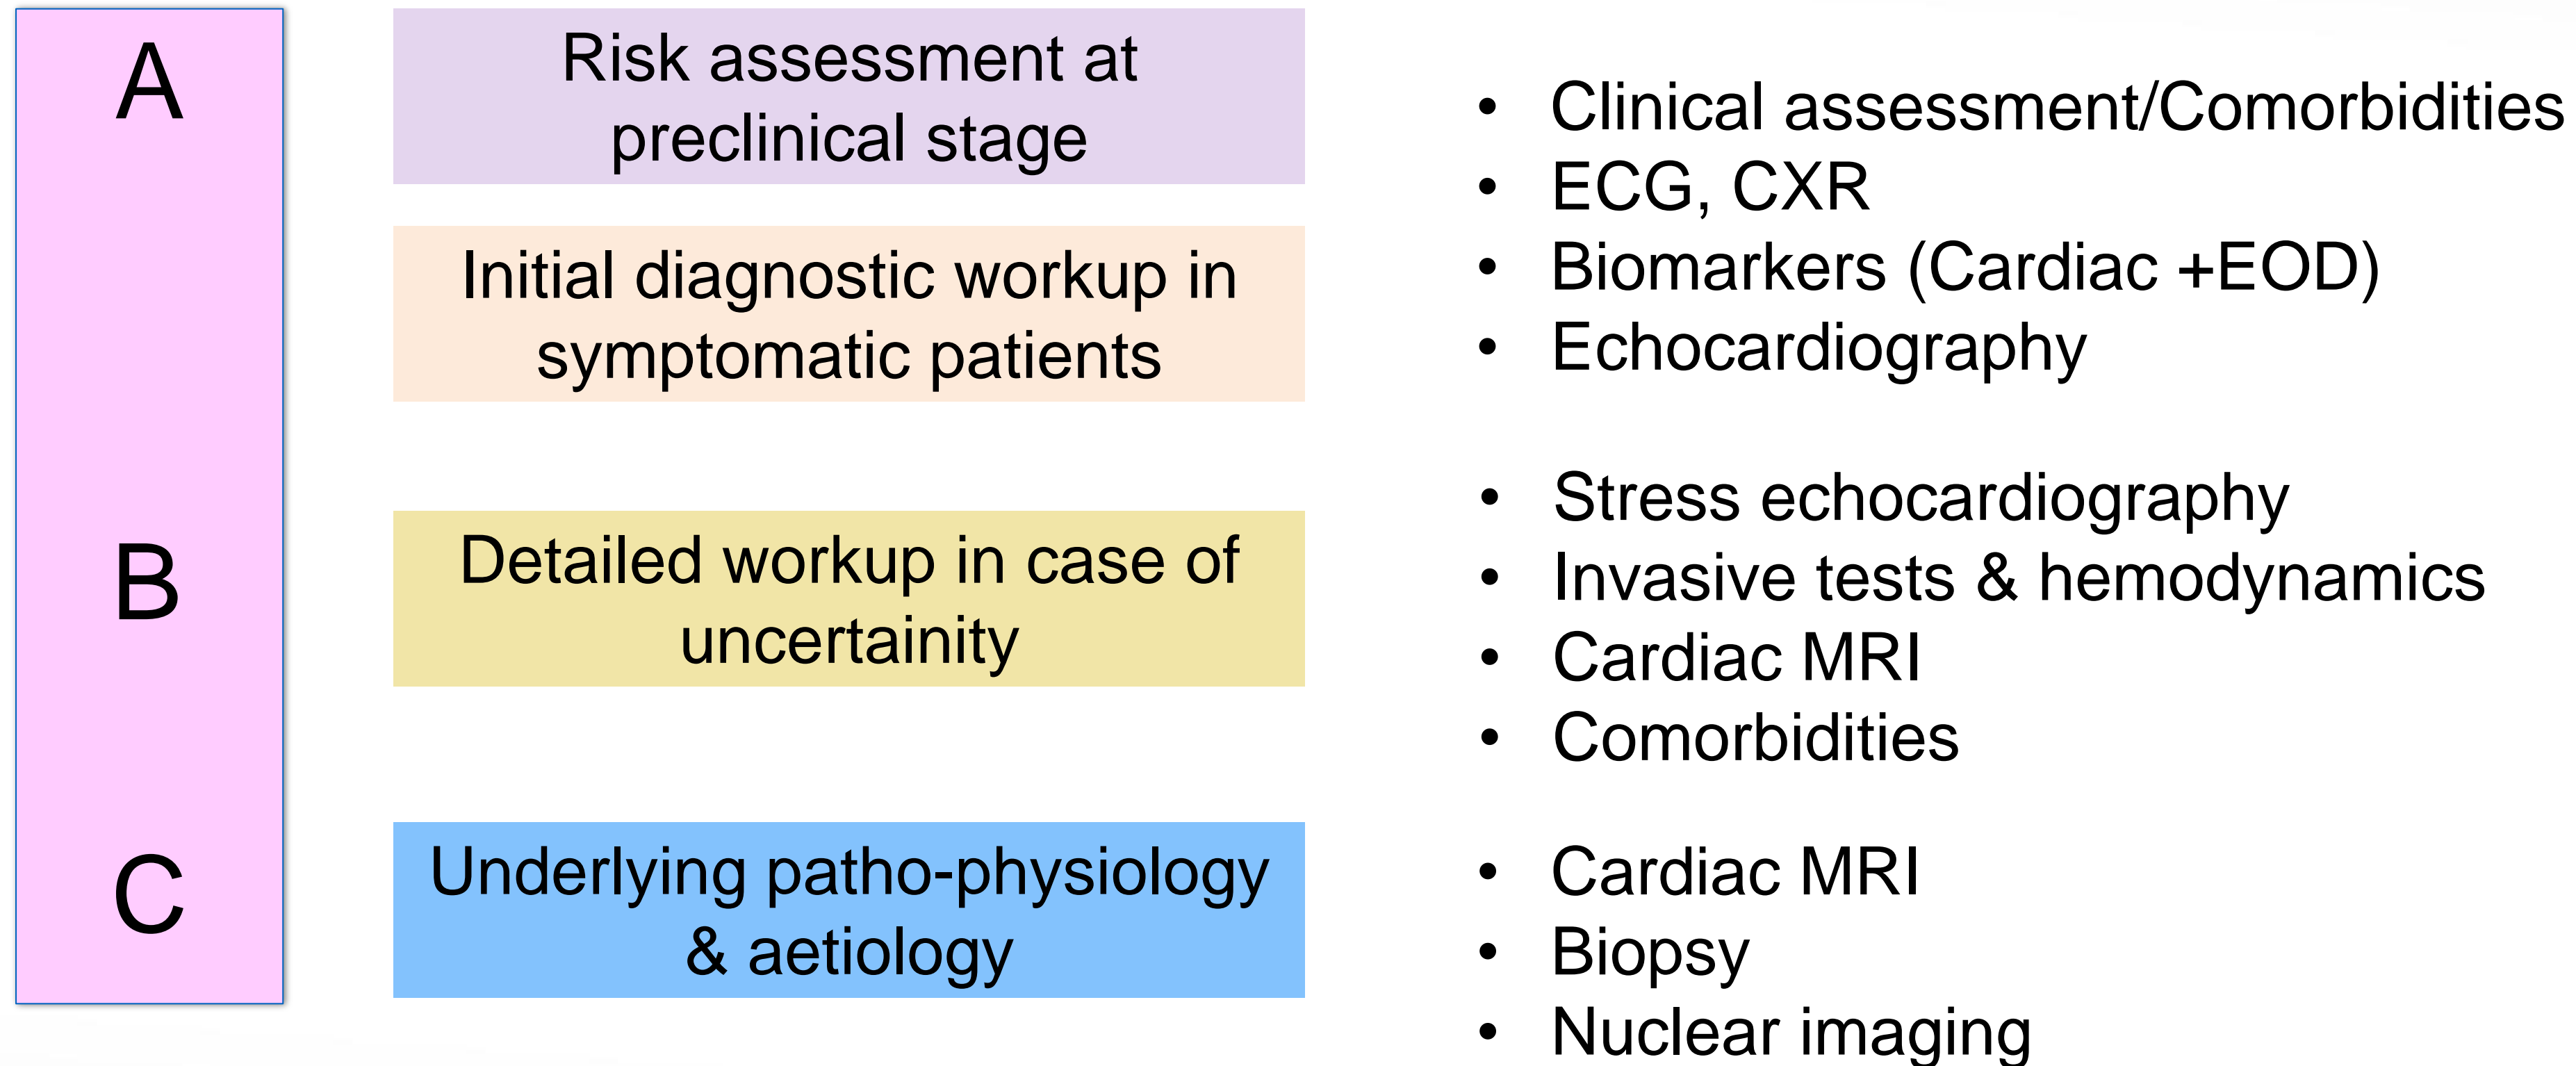 A
Risk assessment at
preclinical stage
Initial diagnostic workup in
symptomatic patients
• Clinical assessment/Comorbidities
• ECG, CXR
• Biomarkers (Cardiac +EOD)
• Echocardiography
B
Detailed workup in case of
uncertainity
• Stress echocardiography
• Invasive tests & hemodynamics
• Cardiac MRI
• Comorbidities
C
Underlying patho-physiology
& aetiology
• Cardiac MRI
• Biopsy
• Nuclear imaging